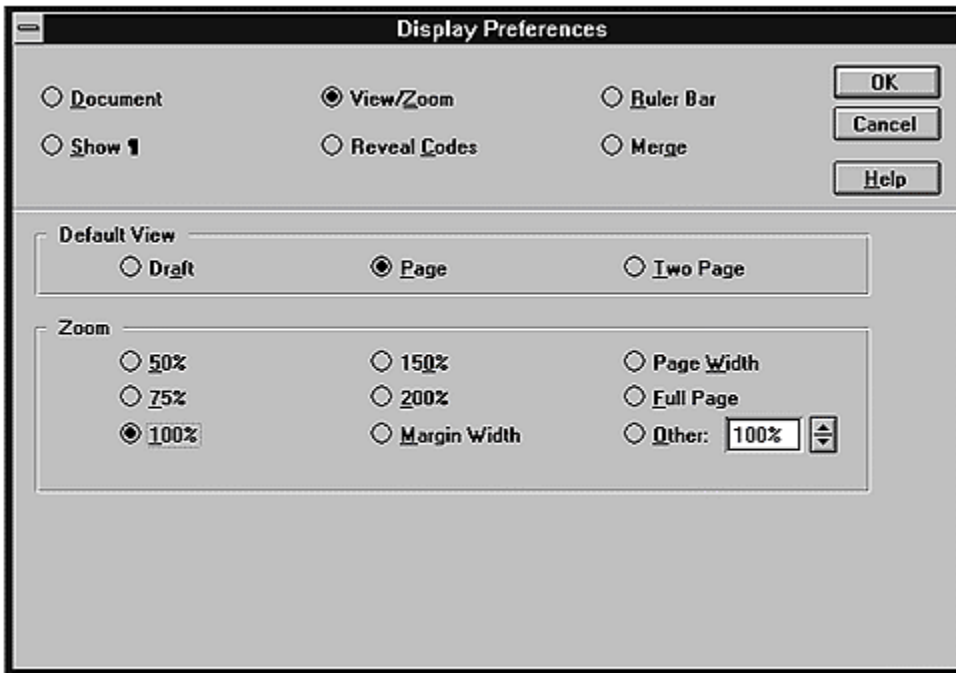 Display Preferences
Document View/Zoom Ruler Bar OK
Show ¶ Reveal Codes Merge Cancel
Help
Default View
Draft Page Two Page
Zoom
50% 150% Page Width
75% 200% Full Page
100% Margin Width Other: 100%